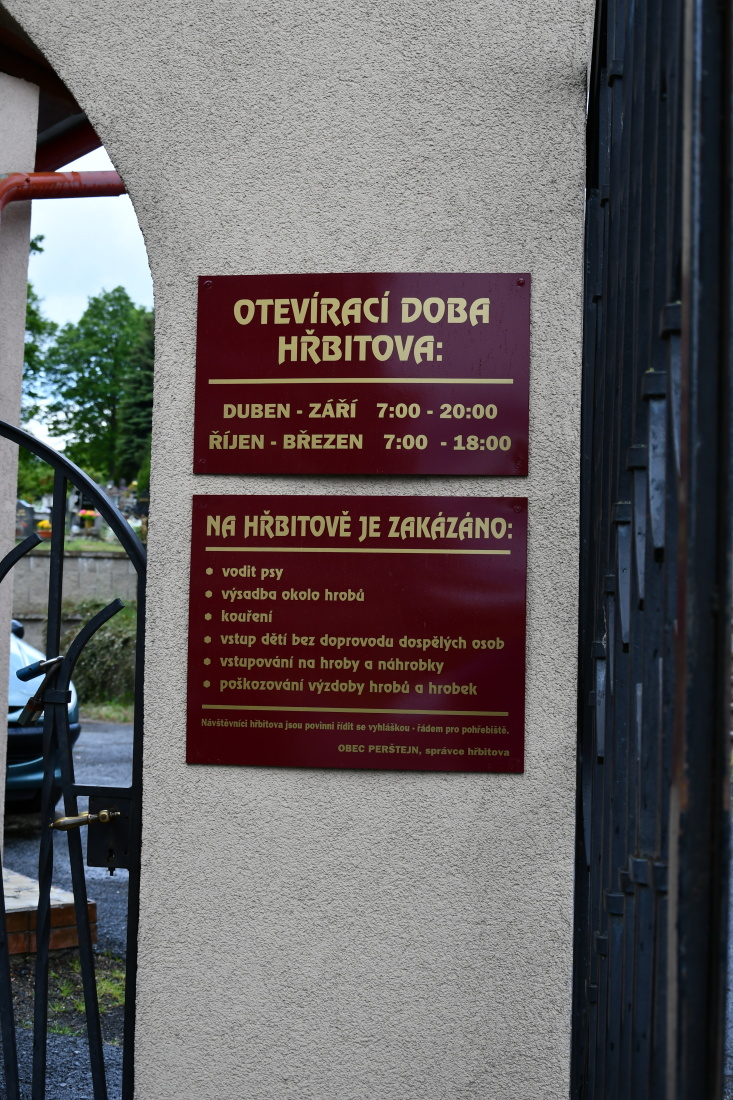 OTEVÍRACÍ DOBA
HŘBITOVA:
DUBEN - ZÁŘÍ 7:00 - 20:00
ŘÍJEN - BŘEZEN 7:00 - 18:00
NA HŘBITOVĚ JE ZAKÁZÁNO:
• vodit psy
• výsadba okolo hrobů
• kouření
• vstup dětí bez doprovodu dospělých osob
• vstupování na hroby a náhrobky
• poškozování výzdoby hrobů a hrobek
Návštěvníci hřbitova jsou povinni řídit se vyhláškou - řádem pro pohřebiště.
OBEC PERŠTEJN, správce hřbitova